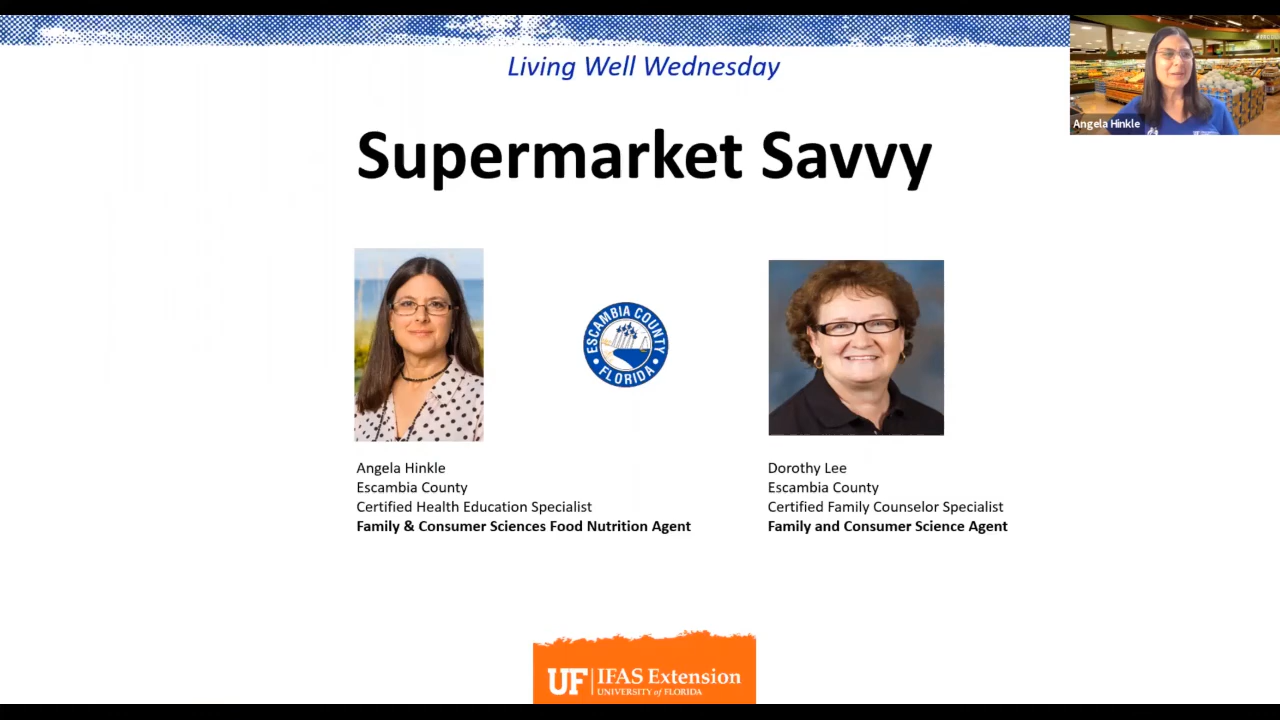 Living Well Wednesday
Angela Hinkle
Supermarket Savvy
ESCAMBIA COUNTY
FLORIDA
Angela Hinkle
Escambia County
Certified Health Education Specialist
Family & Consumer Sciences Food Nutrition Agent
Dorothy Lee
Escambia County
Certified Family Counselor Specialist
Family and Consumer Science Agent
UF IFAS Extension
UNIVERSITY of FLORIDA